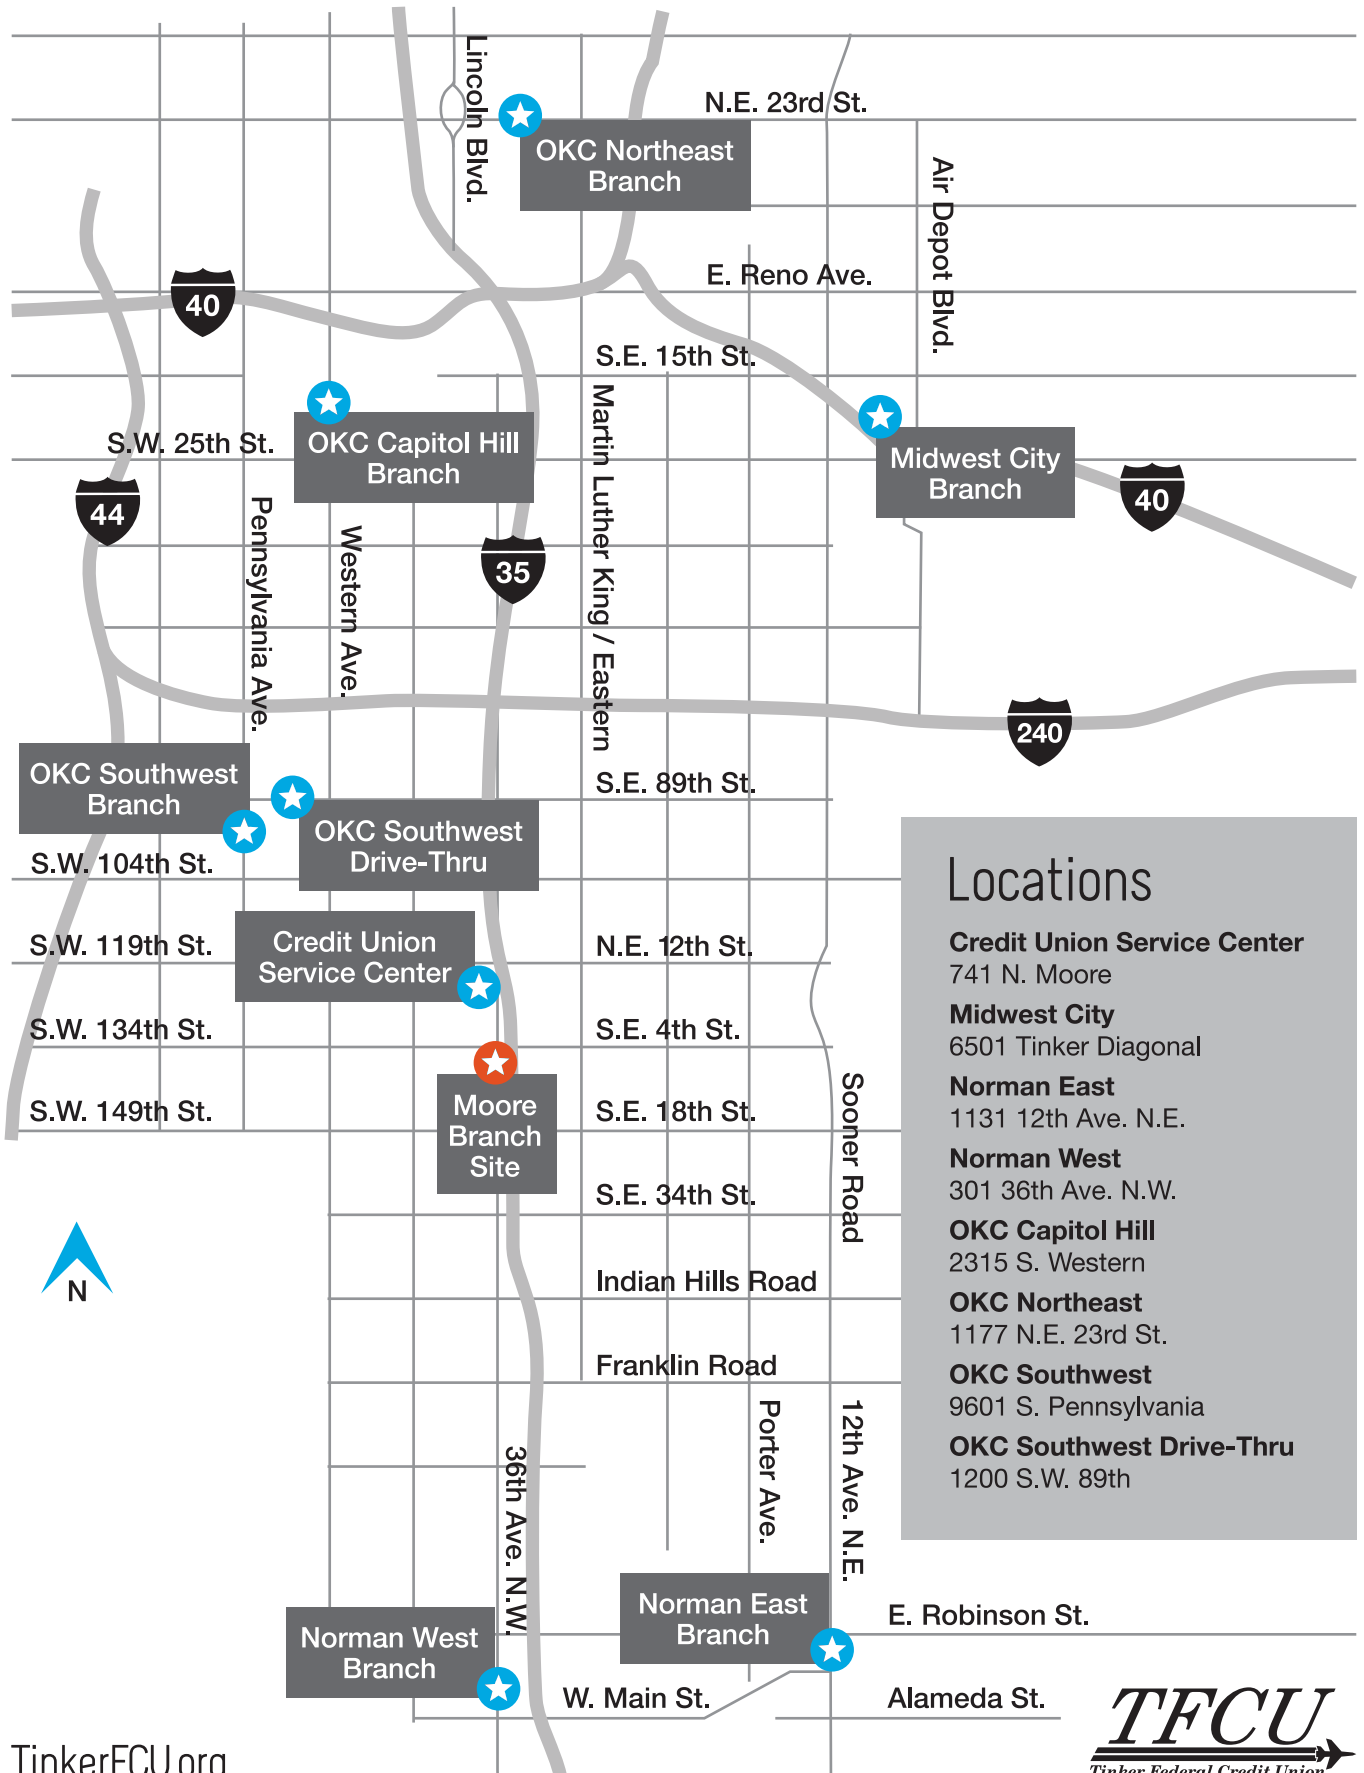 Lincoln Blvd.
N.E. 23rd St.
OKC Northeast
Branch
Air Depot Blvd.
E. Reno Ave.
40
S.E. 15th St.
S.W. 25th St.
OKC Capitol Hill
Branch
Martin Luther King / Eastern
Midwest City
Branch
40
44
Pennsylvania Ave.
Western Ave.
35
240
OKC Southwest
Branch
S.E. 89th St.
OKC Southwest
Drive-Thru
S.W. 104th St.
S.W. 119th St.
Credit Union
Service Center
N.E. 12th St.
S.W. 134th St.
S.E. 4th St.
S.W. 149th St.
Moore
Branch
Site
S.E. 18th St.
Sooner Road
S.E. 34th St.
N
Indian Hills Road
Franklin Road
36th Ave. N.W.
Porter Ave.
12th Ave. N.E.
Norman West
Branch
Norman East
Branch
E. Robinson St.
W. Main St.
Alameda St.
Locations
Credit Union Service Center
741 N. Moore
Midwest City
6501 Tinker Diagonal
Norman East
1131 12th Ave. N.E.
Norman West
301 36th Ave. N.W.
OKC Capitol Hill
2315 S. Western
OKC Northeast
1177 N.E. 23rd St.
OKC Southwest
9601 S. Pennsylvania
OKC Southwest Drive-Thru
1200 S.W. 89th
TinkerFCU.org
TFCU
Tinker Federal Credit Union